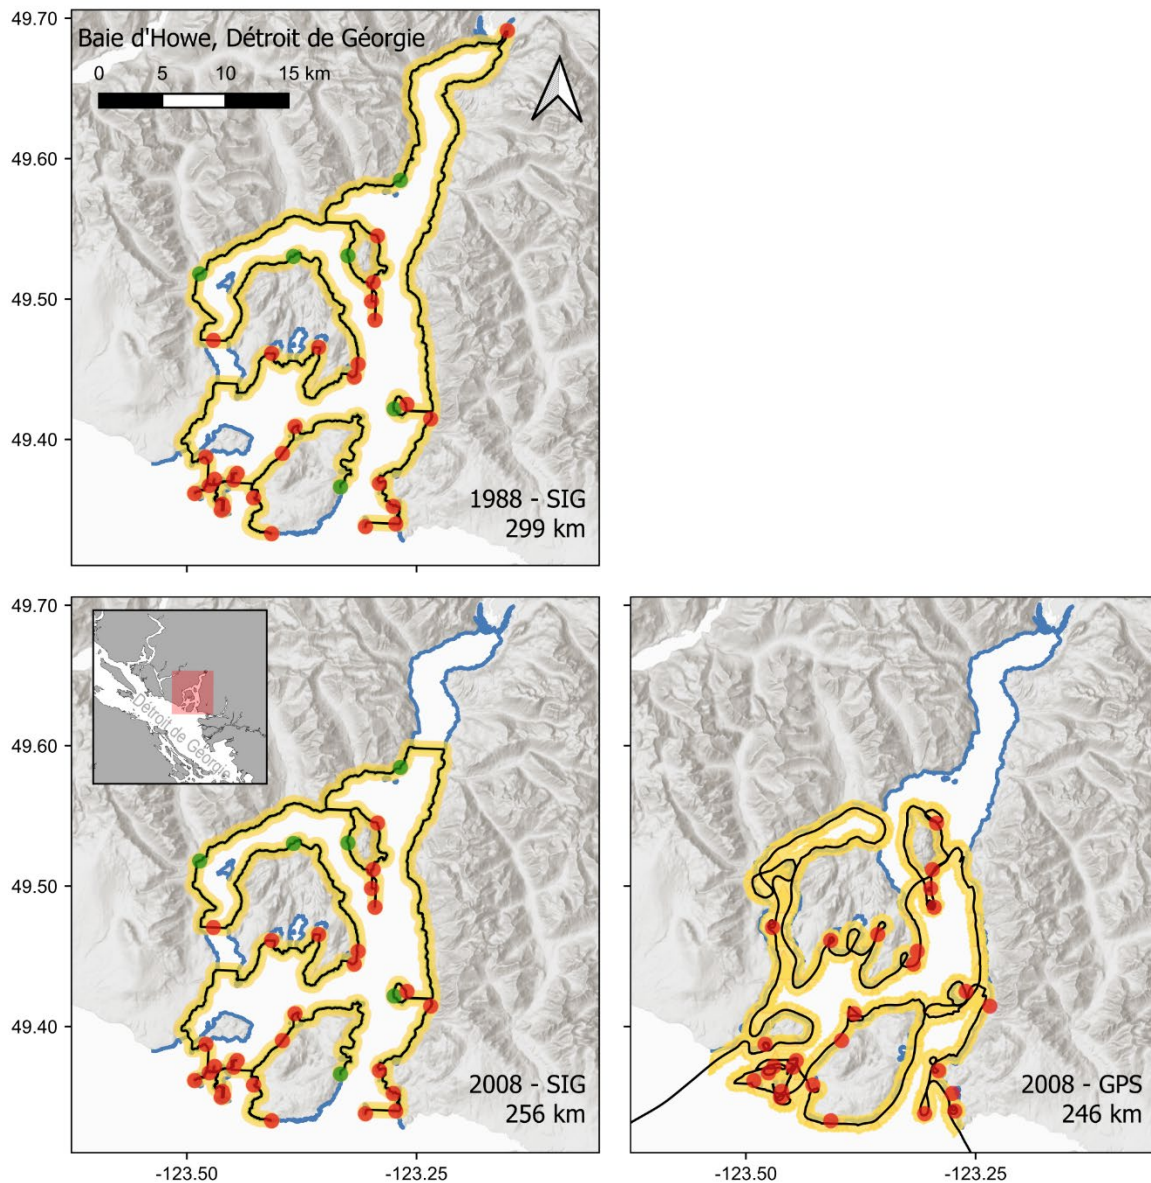 49.70
Baie d'Howe, Détroit de Géorgie
0 5 10 15 km
49.60
49.50
49.40
1988 - SIG
299 km
49.70
49.60
49.50
49.40
Détroit de Géorgie
2008 - SIG
256 km
2008 - GPS
246 km
-123.50 -123.25
-123.50 -123.25